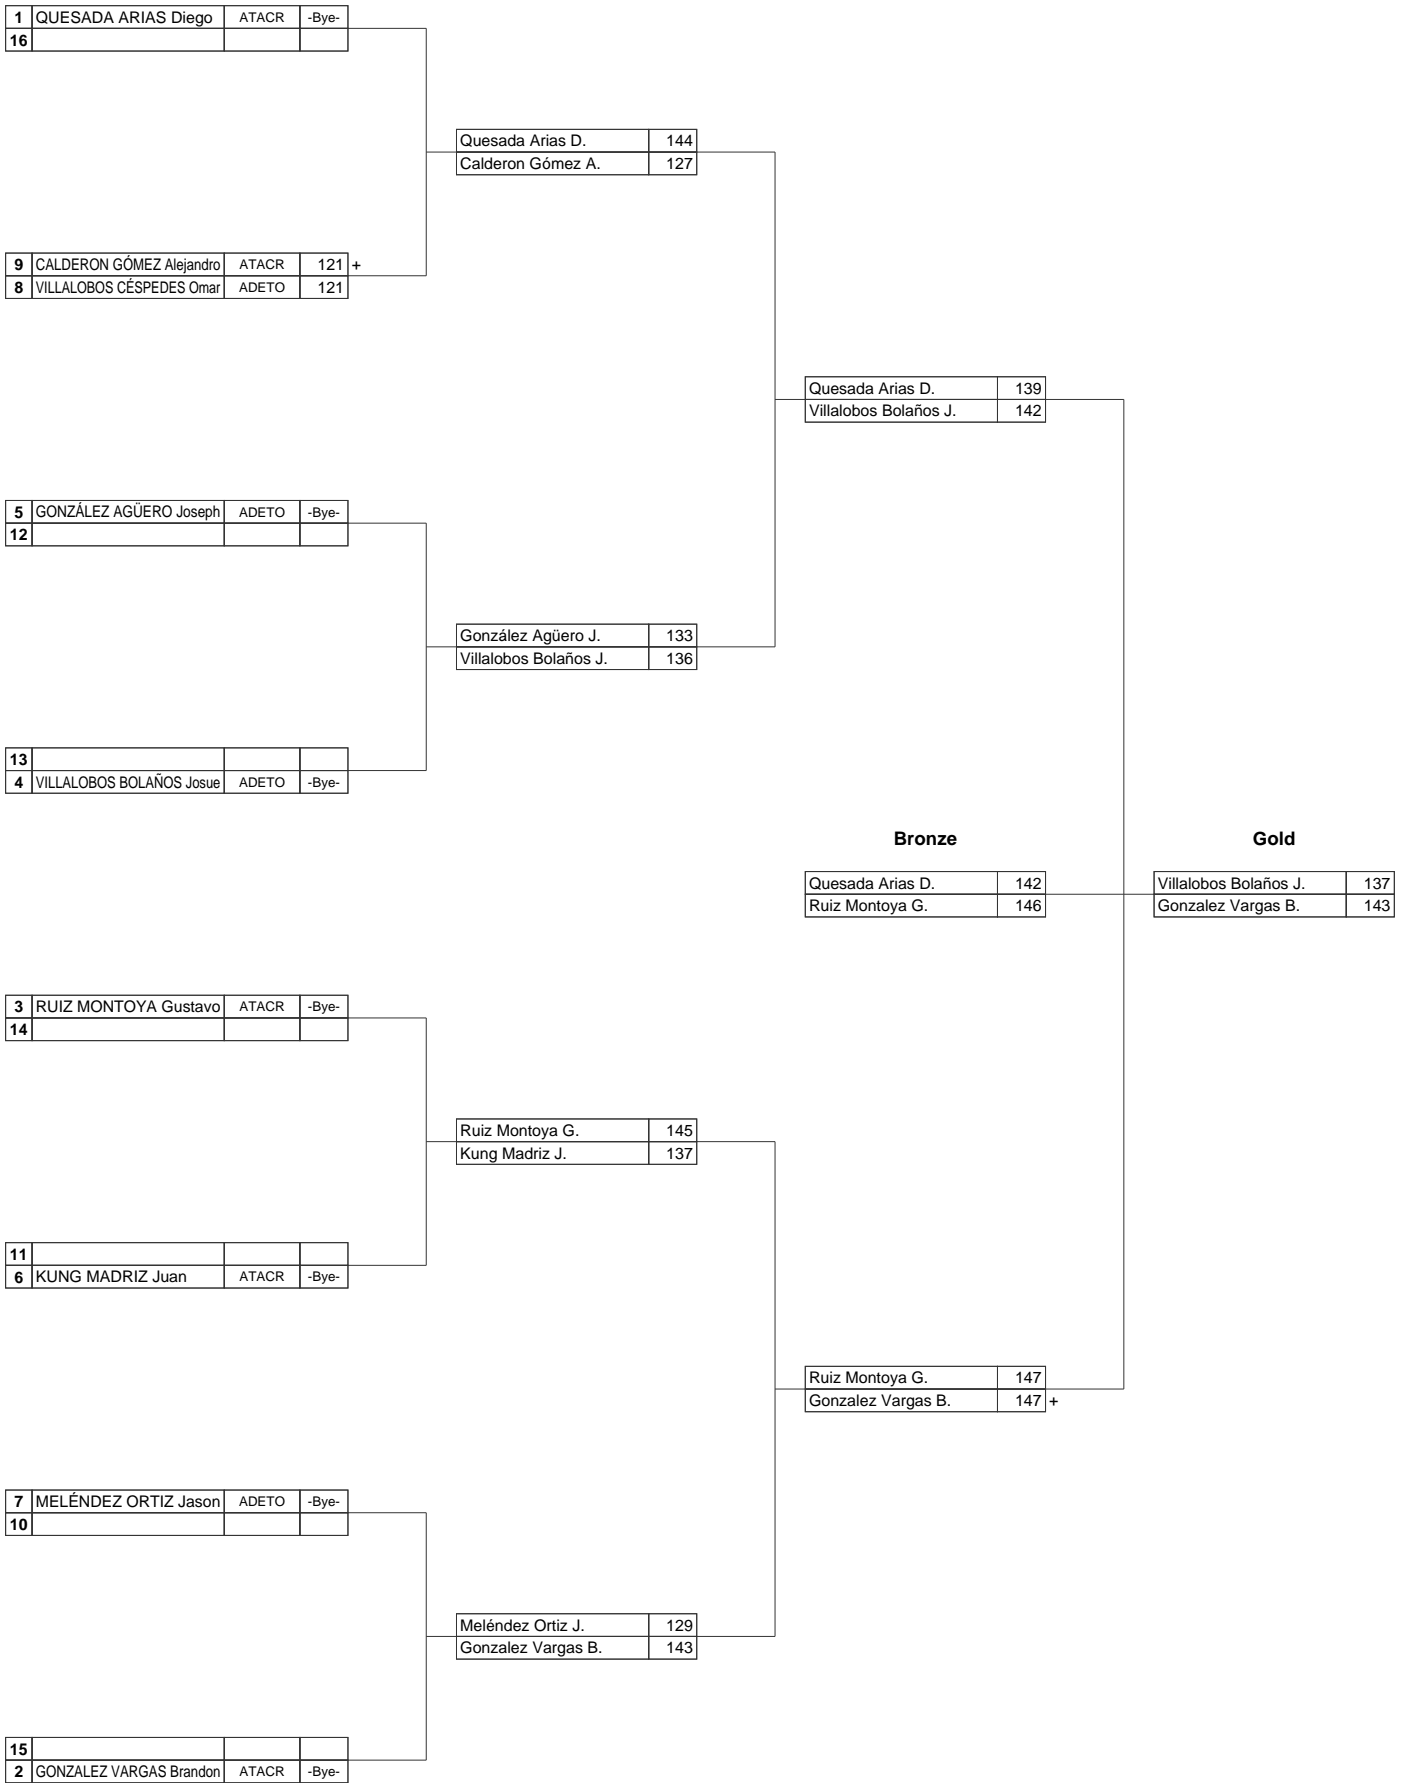 1 QUESADA ARIAS Diego ATACR -Bye-
16
Quesada Arias D. 144
Calderon Gómez A. 127
9 CALDERON GÓMEZ Alejandro ATACR 121 +
8 VILLALOBOS CÉSPEDES Omar ADETO 121
Quesada Arias D. 139
Villalobos Bolaños J. 142
5 GONZÁLEZ AGÜERO Joseph ADETO -Bye-
12
González Agüero J. 133
Villalobos Bolaños J. 136
13
4 VILLALOBOS BOLAÑOS Josue ADETO -Bye-
Bronze Gold
Quesada Arias D. 142 Villalobos Bolaños J. 137
Ruiz Montoya G. 146 Gonzalez Vargas B. 143
3 RUIZ MONTOYA Gustavo ATACR -Bye-
14
Ruiz Montoya G. 145
Kung Madriz J. 137
11
6 KUNG MADRIZ Juan ATACR -Bye-
Ruiz Montoya G. 147
Gonzalez Vargas B. 147 +
7 MELÉNDEZ ORTIZ Jason ADETO -Bye-
10
Meléndez Ortiz J. 129
Gonzalez Vargas B. 143
15
2 GONZALEZ VARGAS Brandon ATACR -Bye-